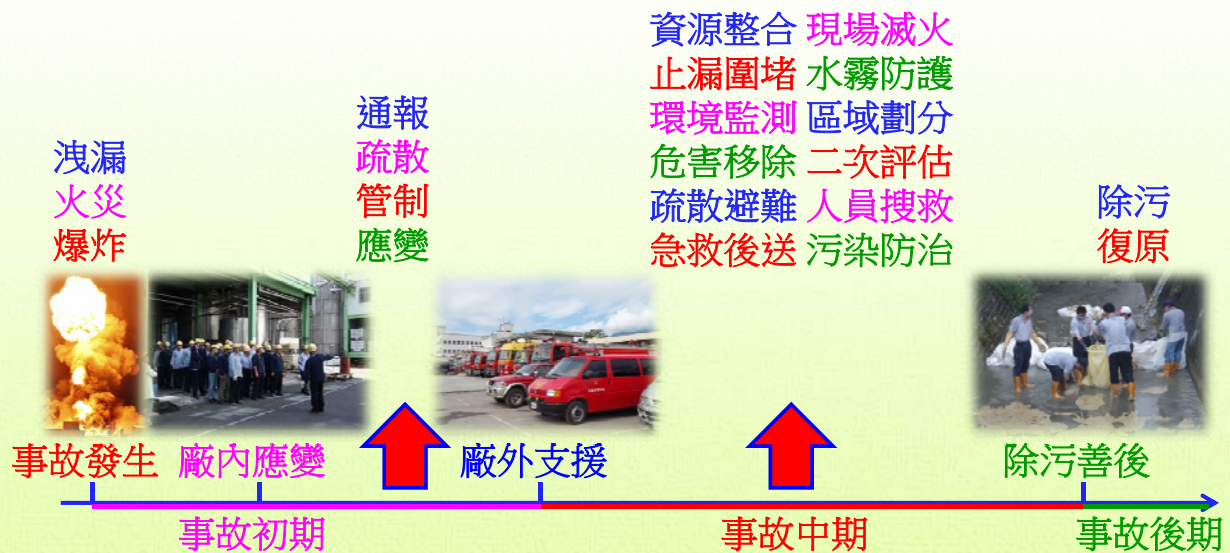 洩漏
火災
爆炸
通報
疏散
管制
應變
資源整合 現場滅火
止漏圍堵 水霧防護
環境監測 區域劃分
危害移除 二次評估
疏散避難 人員搜救
急救後送 污染防治
除污
復原
事故發生 廠內應變 廠外支援 除污善後
事故初期 事故中期 事故後期